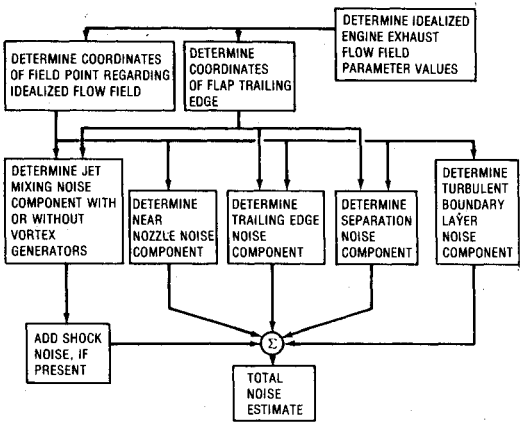 DETERMINE IDEALIZED
ENGINE EXHAUST
FLOW FIELD
PARAMETER VALUES
DETERMINE COORDINATES
OF FIELD POINT REGARDING
IDEALIZED FLOW FIELD
DETERMINE
COORDINATES
OF FLAP TRAILING
EDGE
DETERMINE JET
MIXING NOISE
COMPONENT WITH
OR WITHOUT
VORTEX
GENERATORS
DETERMINE
NEAR
NOZZLE NOISE
COMPONENT
DETERMINE
TRAILING EDGE
NOISE
COMPONENT
DETERMINE
SEPARATION
NOISE
COMPONENT
DETERMINE
TURBULENT
BOUNDARY
LAYER
NOISE
COMPONENT
ADD SHOCK
NOISE, IF
PRESENT
Σ
TOTAL
NOISE
ESTIMATE